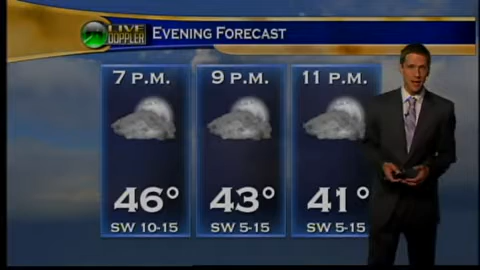 LIVE
DOPPLER
EVENING FORECAST
7 P.M.
9 P.M.
11 P.M.
46°
43°
41°
SW 10-15
SW 5-15
SW 5-15